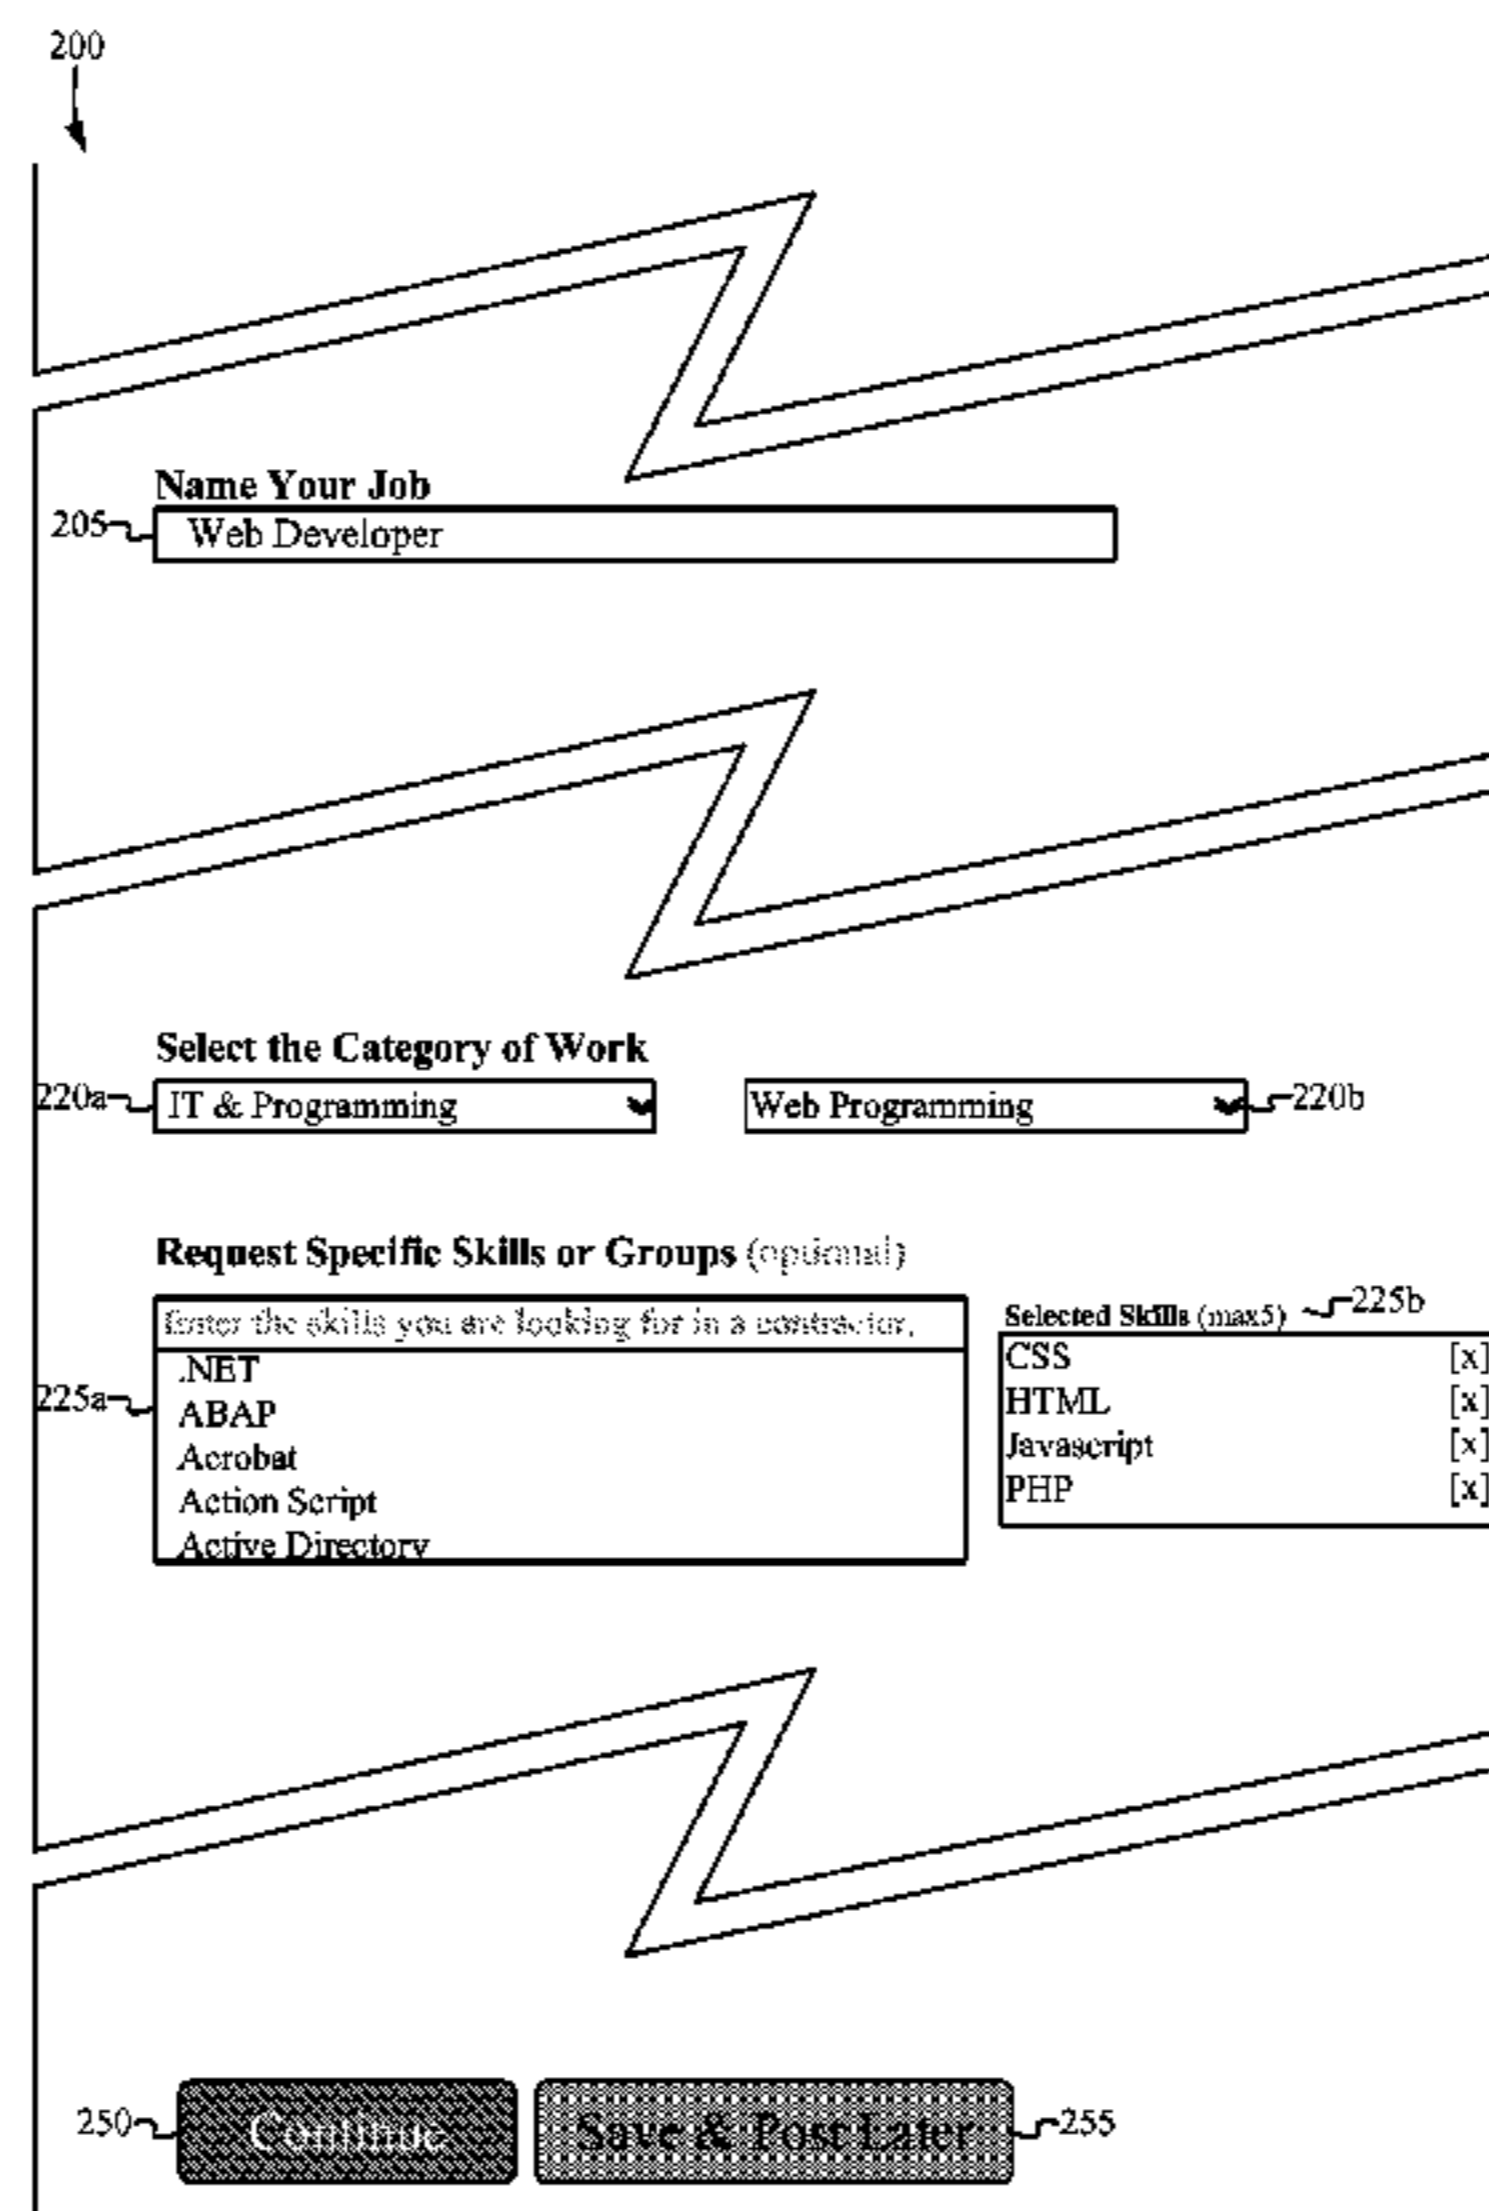 200
Name Your Job
205 Web Developer
Select the Category of Work
220a IT & Programming Web Programming 220b
Request Specific Skills or Groups (optional)
Enter the skills you are looking for in a contractor.
Selected Skills (max5) 225b
225a
.NET
ABAP
Acrobat
Action Script
Active Directory
CSS [x]
HTML [x]
Javascript [x]
PHP [x]
250 Continue Save & Post Later 255